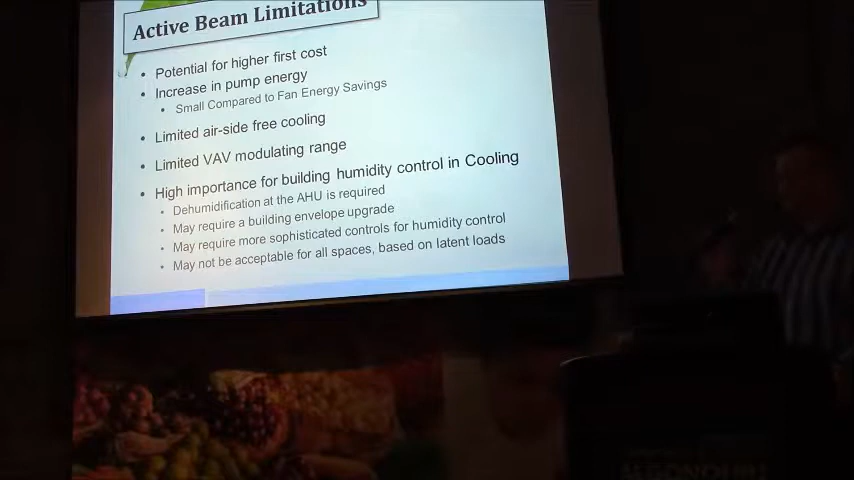 Active Beam Limitations
• Potential for higher first cost
• Increase in pump energy
• Small Compared to Fan Energy Savings
• Limited air-side free cooling
• Limited VAV modulating range
• High importance for building humidity control in Cooling
• Dehumidification at the AHU is required
• May require a building envelope upgrade
• May require more sophisticated controls for humidity control
• May not be acceptable for all spaces, based on latent loads